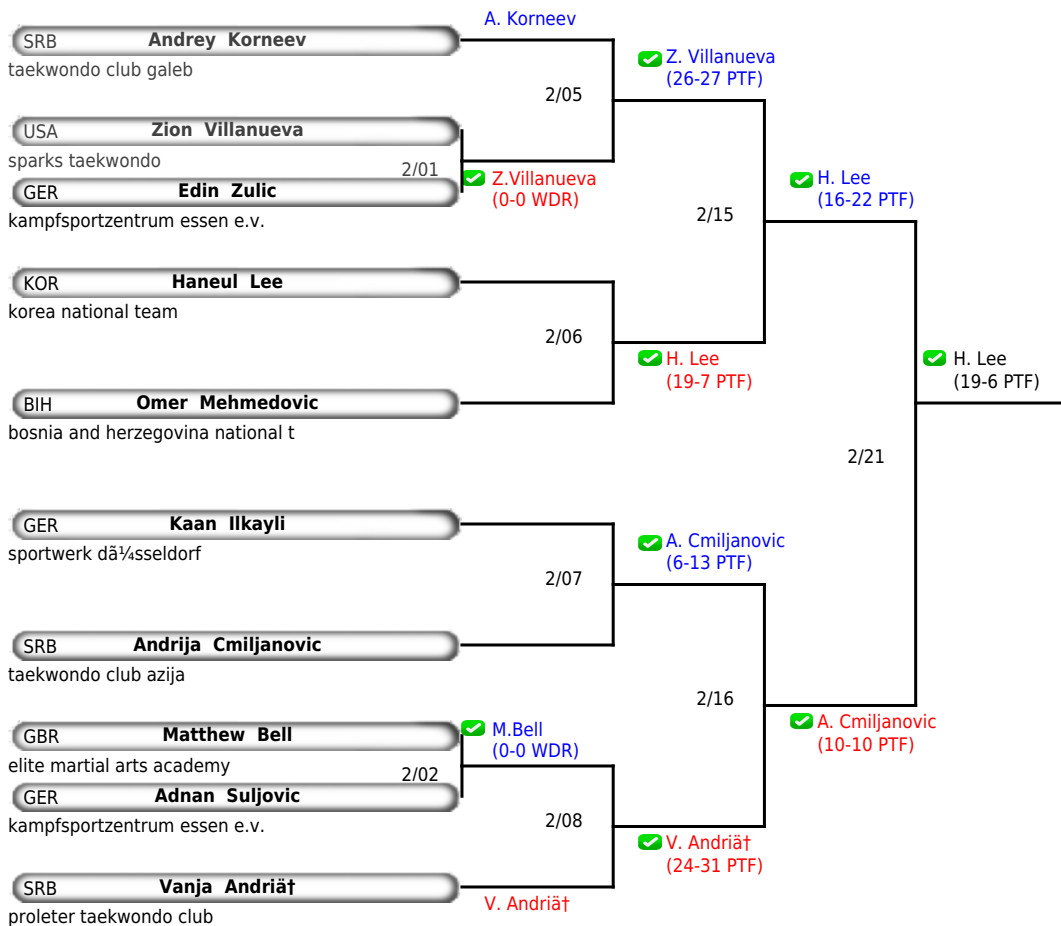 A. Korneev
SRB Andrey Korneev
taekwondo club galeb
2/05
Z. Villanueva
(26-27 PTF)
USA Zion Villanueva
sparks taekwondo
2/01
Z.Villanueva
(0-0 WDR)
GER Edin Zulic
kampfsportzentrum essen e.v.
2/15
H. Lee
(16-22 PTF)
KOR Haneul Lee
korea national team
2/06
H. Lee
(19-7 PTF)
BIH Omer Mehmedovic
bosnia and herzegovina national t
H. Lee
(19-6 PTF)
2/21
GER Kaan Ilkayli
sportwerk dã¼sseldorf
2/07
A. Cmiljanovic
(6-13 PTF)
SRB Andrija Cmiljanovic
taekwondo club azija
2/16
A. Cmiljanovic
(10-10 PTF)
GBR Matthew Bell
elite martial arts academy
2/02
M.Bell
(0-0 WDR)
GER Adnan Suljovic
kampfsportzentrum essen e.v.
2/08
V. Andriä†
(24-31 PTF)
SRB Vanja Andriä†
proleter taekwondo club
V. Andriä†